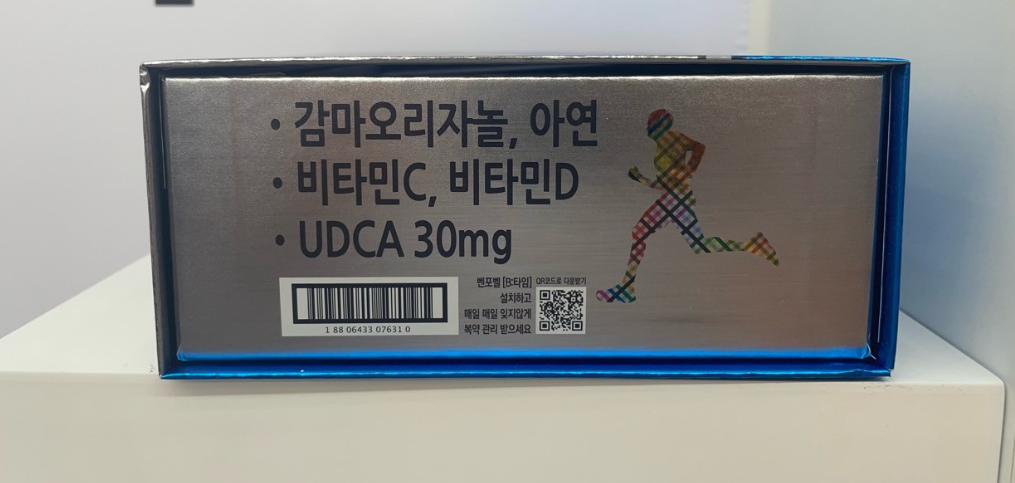 • 감마오리자놀, 아연
• 비타민C, 비타민D
• UDCA 30mg
벤포벨 [B:타임]
설치하고
매일 매일 잊지않게
복약 관리 받으세요
QR코드로 다운받기
1 88 06433 07631 0